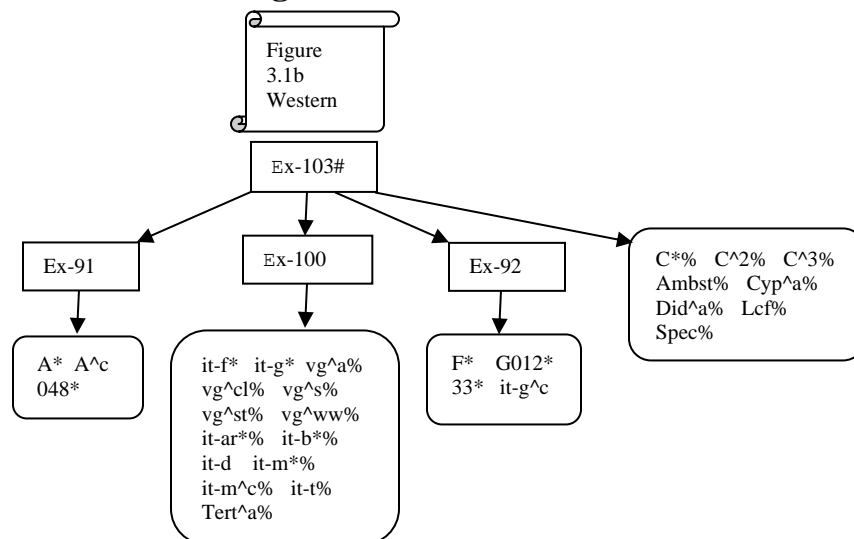 Figure
3.1b
Western
Ex-103#
Ex-91
Ex-100
Ex-92
C*% C^2% C^3%
Ambst% Cyp^a%
Did^a% Lcf%
Spec%
A* A^c
048*
it-f* it-g* vg^a%
vg^cl% vg^s%
vg^st% vg^ww%
it-ar*% it-b*%
it-d it-m*%
it-m^c% it-t%
Tert^a%
F* G012*
33* it-g^c